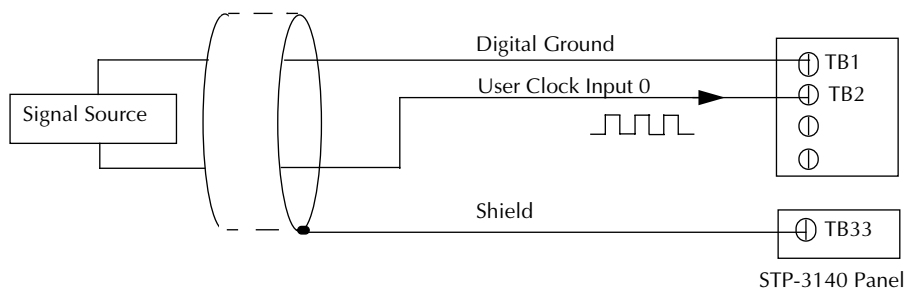 Digital Ground
TB1
User Clock Input 0
TB2
Signal Source
Shield
TB33
STP-3140 Panel